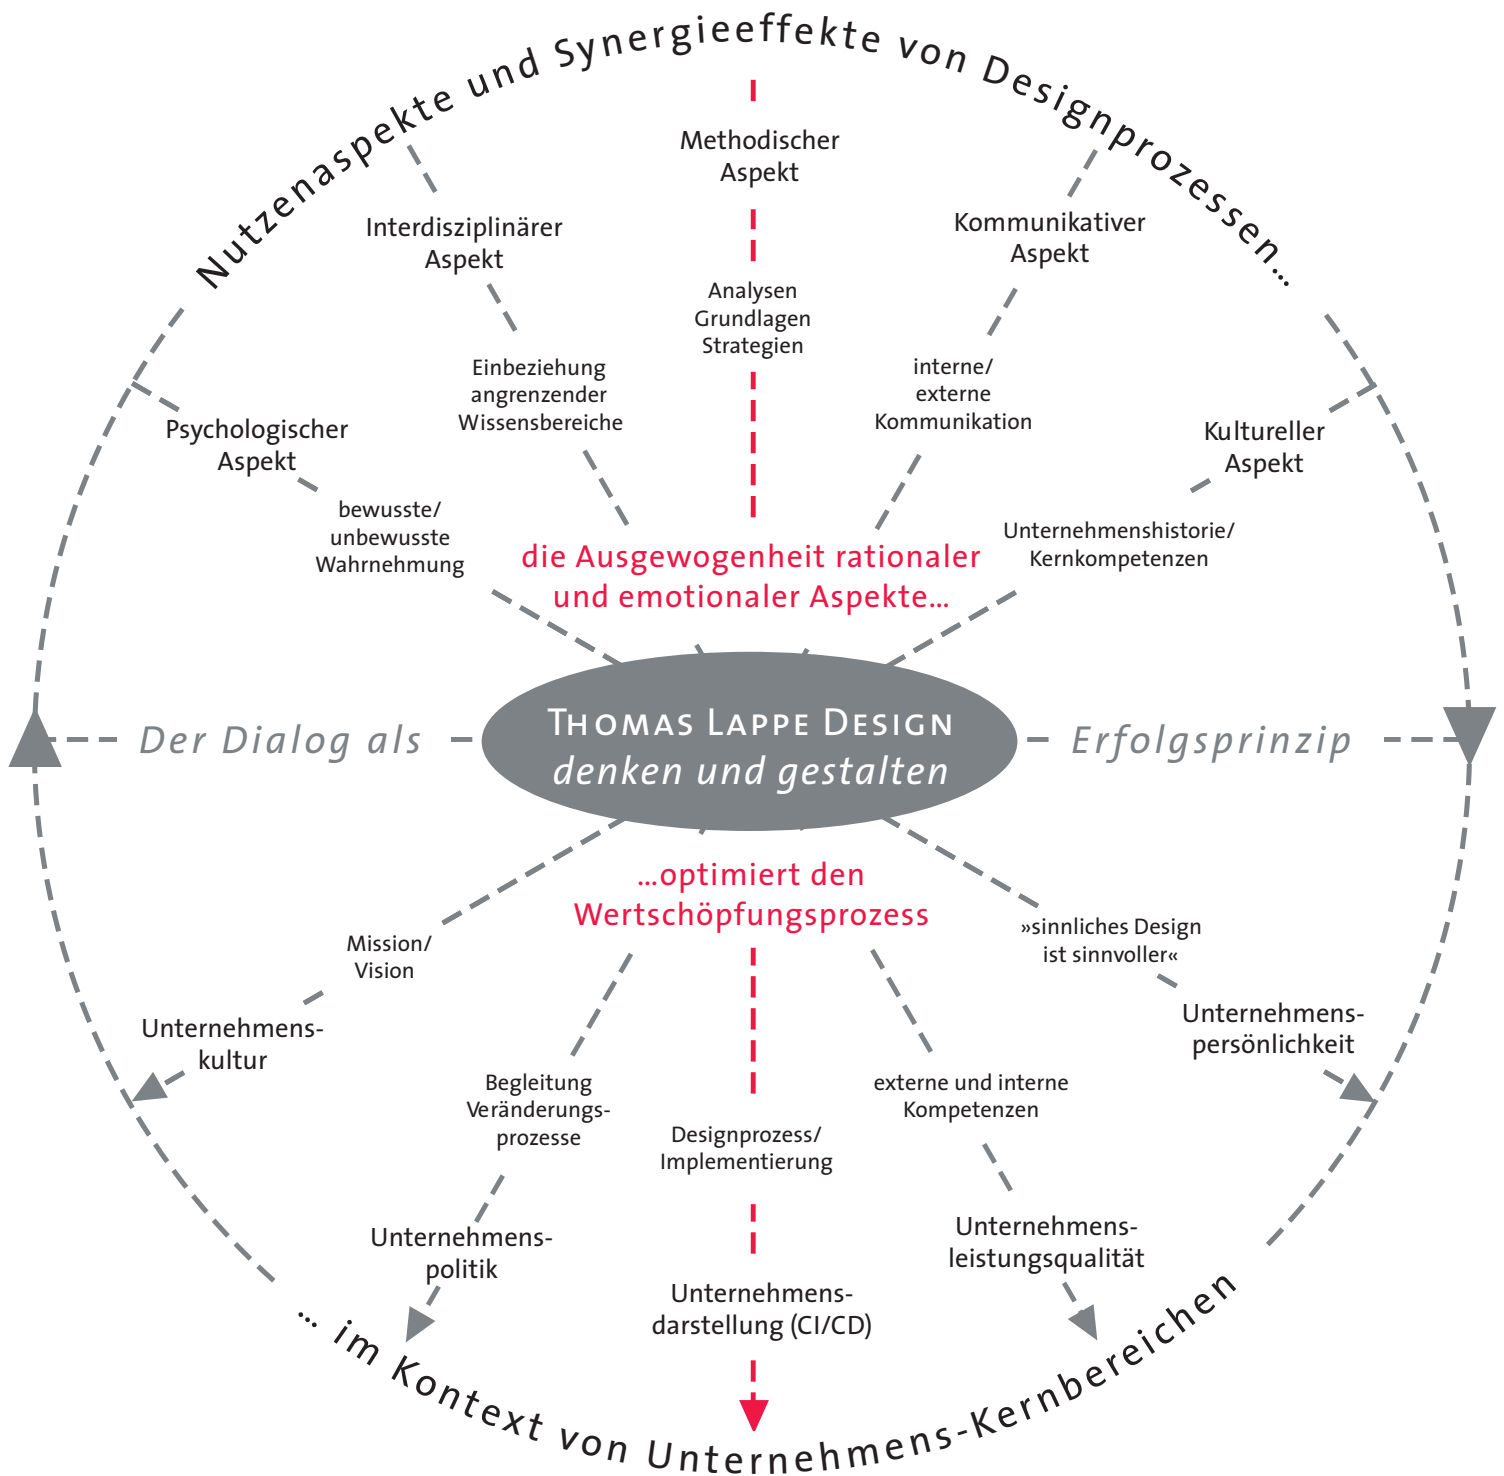 Nutzenaspekte und Synergieeffekte von Designprozessen...
Methodischer
Aspekt
Interdisziplinärer
Aspekt
Kommunikativer
Aspekt
Analysen
Grundlagen
Strategien
Einbeziehung
angrenzender
Wissensbereiche
interne/
externe
Kommunikation
Psychologischer
Aspekt
Kultureller
Aspekt
bewusste/
unbewusste
Wahrnehmung
Unternehmenshistorie/
Kernkompetenzen
die Ausgewogenheit rationaler
und emotionaler Aspekte...
Der Dialog als
THOMAS LAPPE DESIGN
denken und gestalten
Erfolgsprinzip
...optimiert den
Wertschöpfungsprozess
Mission/
Vision
»sinnliches Design
ist sinnvoller«
Unternehmens-
kultur
Unternehmens-
persönlichkeit
Begleitung
Veränderungs-
prozesse
externe und interne
Kompetenzen
Designprozess/
Implementierung
Unternehmens-
politik
Unternehmens-
leistungsqualität
Unternehmens-
darstellung (CI/CD)
... im Kontext von Unternehmens-Kernbereichen